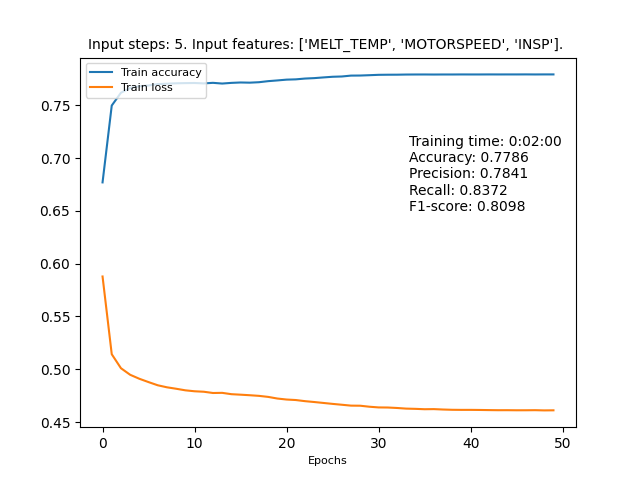 Input steps: 5. Input features: ['MELT_TEMP', 'MOTORSPEED', 'INSP'].
Train accuracy
Train loss
0.75
0.70
0.65
0.60
0.55
0.50
0.45
Training time: 0:02:00
Accuracy: 0.7786
Precision: 0.7841
Recall: 0.8372
F1-score: 0.8098
0 10 20 30 40 50
Epochs